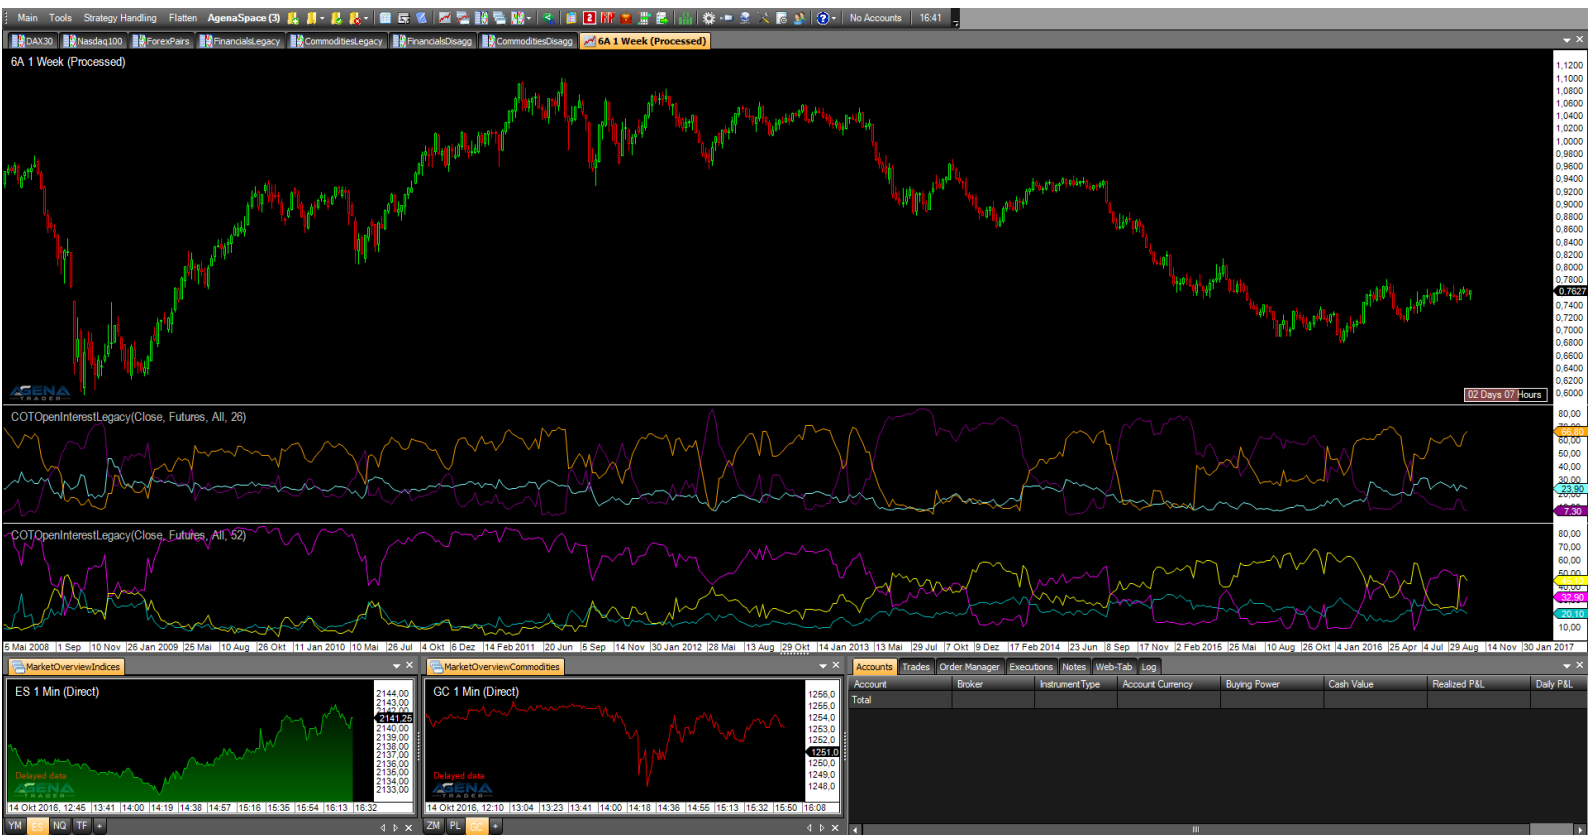 Main Tools Strategy Handling Flatten AgenaSpace (3) No Accounts 16:41
DAX30 Nasdaq100 ForexPairs FinancialsLegacy CommoditiesLegacy FinancialsDisagg CommoditiesDisagg 6A 1 Week (Processed)
6A 1 Week (Processed)
1,1200
1,1000
1,0800
1,0600
1,0400
1,0200
1,0000
0,9800
0,9600
0,9400
0,9200
0,9000
0,8800
0,8600
0,8400
0,8200
0,8000
0,7800
0,7627
0,7400
0,7200
0,7000
0,6800
0,6600
0,6400
0,6200
0,6000
AGENA
TRADER
02 Days 07 Hours
COTOpenInterestLegacy(Close, Futures, All, 26)
80,00
66,80
60,00
50,00
40,00
30,00
23,90
20,00
7,30
COTOpenInterestLegacy(Close, Futures, All, 52)
80,00
70,00
60,00
50,00
40,00
32,90
20,10
10,00
5 Mai 2008 1 Sep 10 Nov 26 Jan 2009 25 Mai 10 Aug 26 Okt 11 Jan 2010 10 Mai 26 Jul 4 Okt 6 Dez 14 Feb 2011 20 Jun 5 Sep 14 Nov 30 Jan 2012 28 Mai 13 Aug 29 Okt 14 Jan 2013 13 Mai 29 Jul 7 Okt 9 Dez 17 Feb 2014 23 Jun 8 Sep 17 Nov 2 Feb 2015 25 Mai 10 Aug 26 Okt 4 Jan 2016 25 Apr 4 Jul 29 Aug 14 Nov 30 Jan 2017
MarketOverviewIndices
ES 1 Min (Direct)
2144,00
2143,00
2142,00
2141,25
2140,00
2139,00
2138,00
2137,00
2136,00
2135,00
2134,00
2133,00
Delayed data
AGENA
TRADER
14 Okt 2016, 12:45 13:41 14:00 14:19 14:38 14:57 15:16 15:35 15:54 16:13 16:32
YM ES NQ TF +
MarketOverviewCommodities
GC 1 Min (Direct)
1256,0
1255,0
1254,0
1253,0
1252,0
1251,0
1250,0
1249,0
1248,0
Delayed data
AGENA
TRADER
14 Okt 2016, 12:10 13:04 13:23 13:41 14:00 14:18 14:36 14:55 15:13 15:32 15:50 16:08
ZM PL GC +
Accounts Trades Order Manager Executions Notes Web-Tab Log
Account Broker InstrumentType Account Currency Buying Power Cash Value Realized P&L Daily P&L
Total